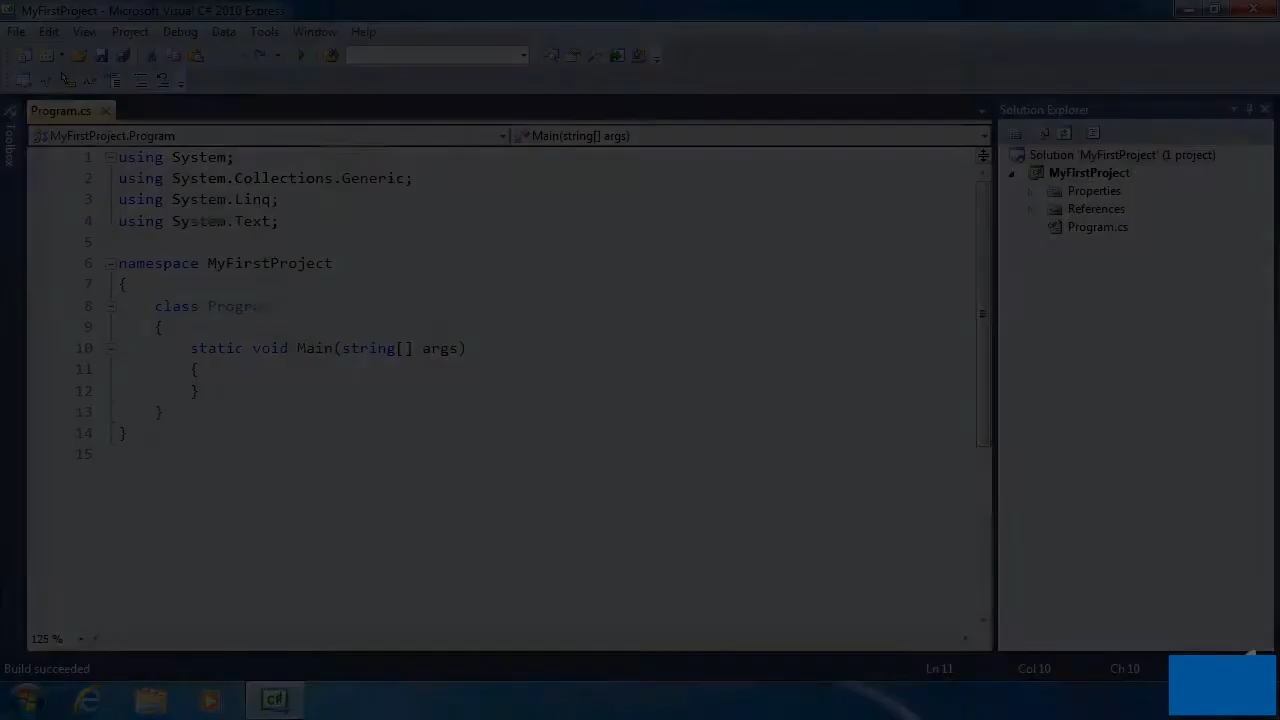 MyFirstProject - Microsoft Visual C# 2010 Express
File Edit View Project Debug Data Tools Window Help
Program.cs
Solution Explorer
Toolbox
MyFirstProject.Program
Main(string[] args)
Solution 'MyFirstProject' (1 project)
MyFirstProject
Properties
References
Program.cs
1 using System;
2 using System.Collections.Generic;
3 using System.Linq;
4 using System.Text;
5
6 namespace MyFirstProject
7 {
8 class Program
9 {
10 static void Main(string[] args)
11 {
12 }
13 }
14 }
15
125 %
Build succeeded
Ln 11 Col 10 Ch 10
C#